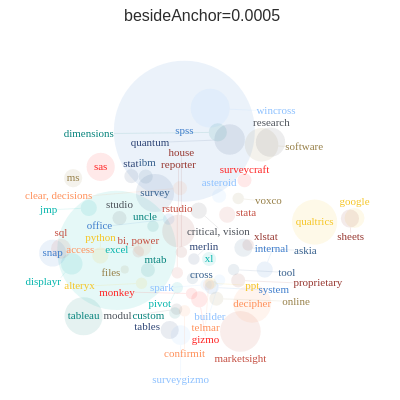 besideAnchor=0.0005
wincross
research
spss
dimensions
quantum
software
house
reporter
statibm
sas
surveycraft
ms
asteroid
survey
clear, decisions
voxco
google
studio
jmp
rstudio
stata
uncle
qualtrics
office
sql
critical, vision
python
bi, power
xlstat
sheets
merlin
internal
askia
snap
access
excel
mtab
xl
files
cross
tool
displayr
alteryx
spark
ppt
proprietary
monkey
system
pivot
decipher
online
tableau
modul
custom
builder
tables
telmar
gizmo
confirmit
marketsight
surveygizmo